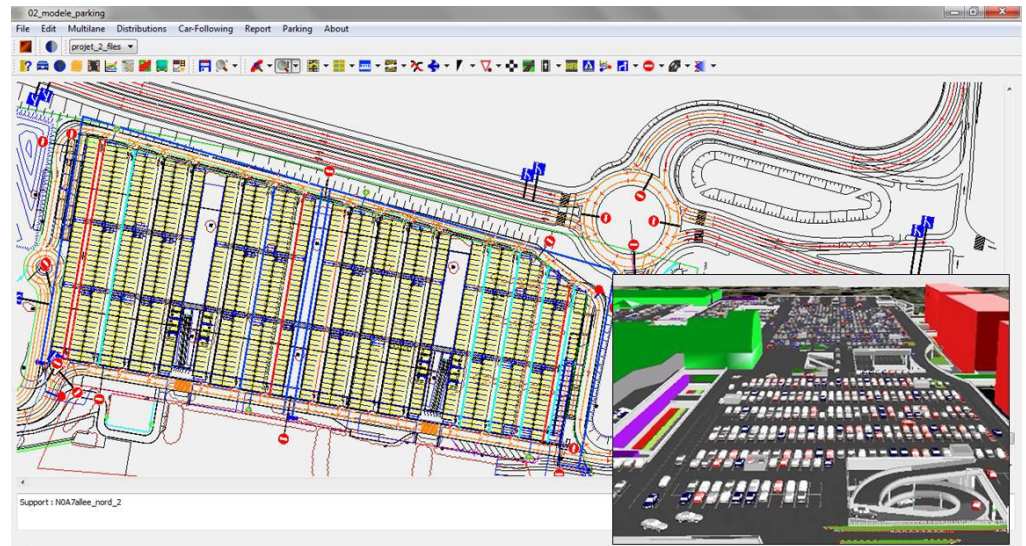 02_modele_parking
File Edit Multilane Distributions Car-Following Report Parking About
projet_2_files
Support : N0A7allee_nord_2